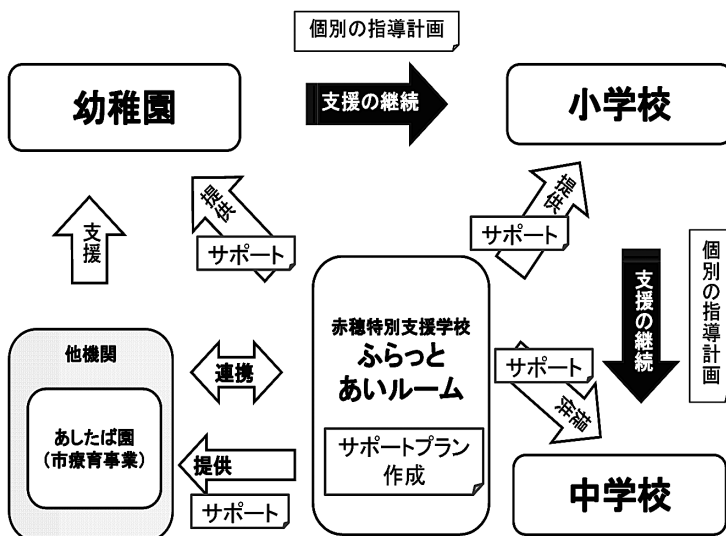 個別の指導計画
幼稚園
支援の継続
小学校
提供
サポート
提供
サポート
支援
個別の指導計画
支援の継続
他機関
あしたば園
(市療育事業)
連携
赤穂特別支援学校
ふらっと
あいルーム
サポートプラン
作成
サポート
提供
提供
サポート
中学校